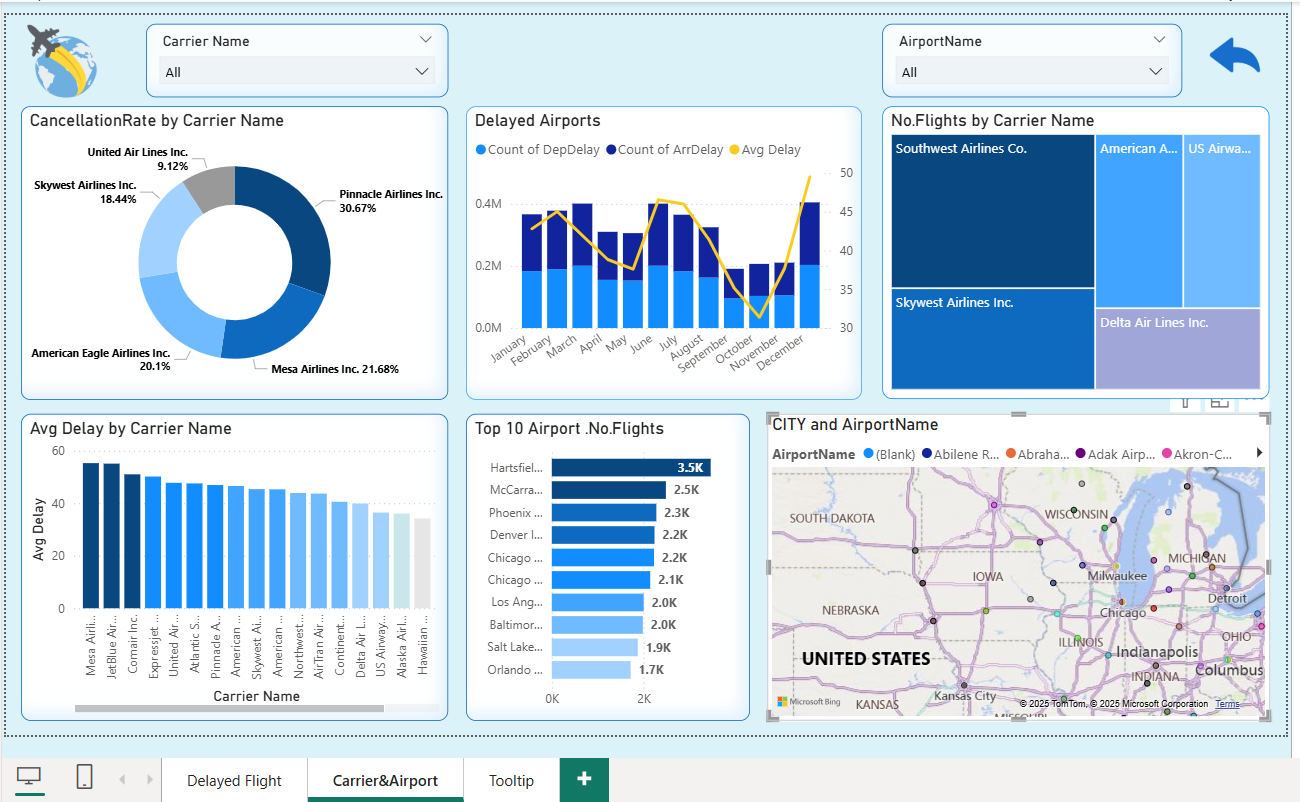 Carrier Name
All
AirportName
All
CancellationRate by Carrier Name
United Air Lines Inc.
9.12%
Skywest Airlines Inc.
18.44%
Pinnacle Airlines Inc.
30.67%
American Eagle Airlines Inc.
20.1%
Mesa Airlines Inc. 21.68%
Delayed Airports
Count of DepDelay Count of ArrDelay Avg Delay
50
0.4M
45
40
0.2M
35
0.0M
30
January
February
March
April
May
June
July
August
September
October
November
December
No.Flights by Carrier Name
Southwest Airlines Co.
American A...
US Airwa...
Skywest Airlines Inc.
Delta Air Lines Inc.
Avg Delay by Carrier Name
Avg Delay
60
40
20
0
Mesa Airli...
JetBlue Air...
Comair Inc.
Expressjet ...
United Air...
Atlantic S...
Pinnacle A...
American ...
Skywest Ai...
American ...
Northwest...
AirTran Air...
Continent...
Delta Air L...
US Airway...
Alaska Airl...
Hawaiian ...
Carrier Name
Top 10 Airport .No.Flights
Hartsfiel... 3.5K
McCarra... 2.5K
Phoenix ... 2.3K
Denver I... 2.2K
Chicago ... 2.2K
Chicago ... 2.1K
Los Ang... 2.0K
Baltimor... 2.0K
Salt Lake... 1.9K
Orlando ... 1.7K
0K 2K
CITY and AirportName
AirportName (Blank) Abilene R... Abraha... Adak Airp... Akron-C...
SOUTH DAKOTA
WISCONSIN
MICHIGAN
IOWA
Milwaukee
Detroit
NEBRASKA
Chicago
OHIO
ILLINOIS
Indianapolis
UNITED STATES
Columbus
INDIANA
Kansas City
KANSAS
MISSOURI
Microsoft Bing
© 2025 TomTom, © 2025 Microsoft Corporation Terms
Delayed Flight
Carrier&Airport
Tooltip